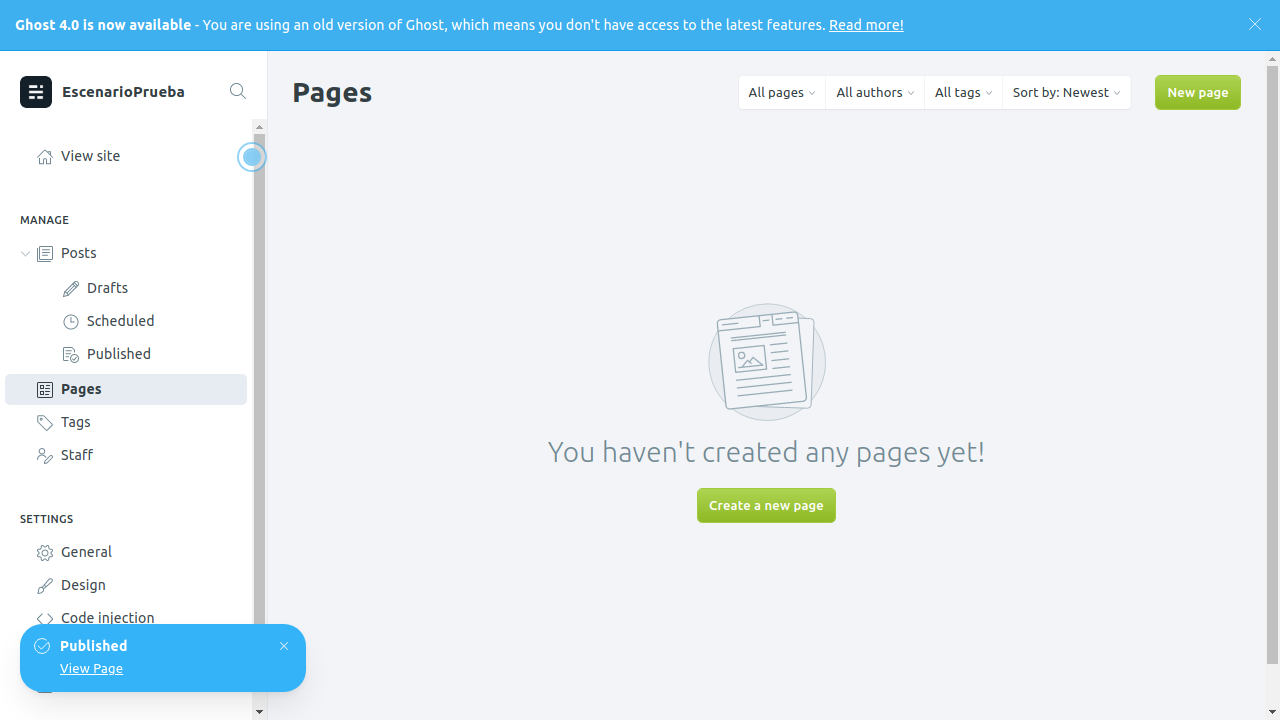 Ghost 4.0 is now available - You are using an old version of Ghost, which means you don't have access to the latest features. Read more!
EscenarioPrueba
View site
MANAGE
Posts
Drafts
Scheduled
Published
Pages
Tags
Staff
SETTINGS
General
Design
Code injection
Published
View Page
Pages
All pages
All authors
All tags
Sort by: Newest
New page
You haven't created any pages yet!
Create a new page